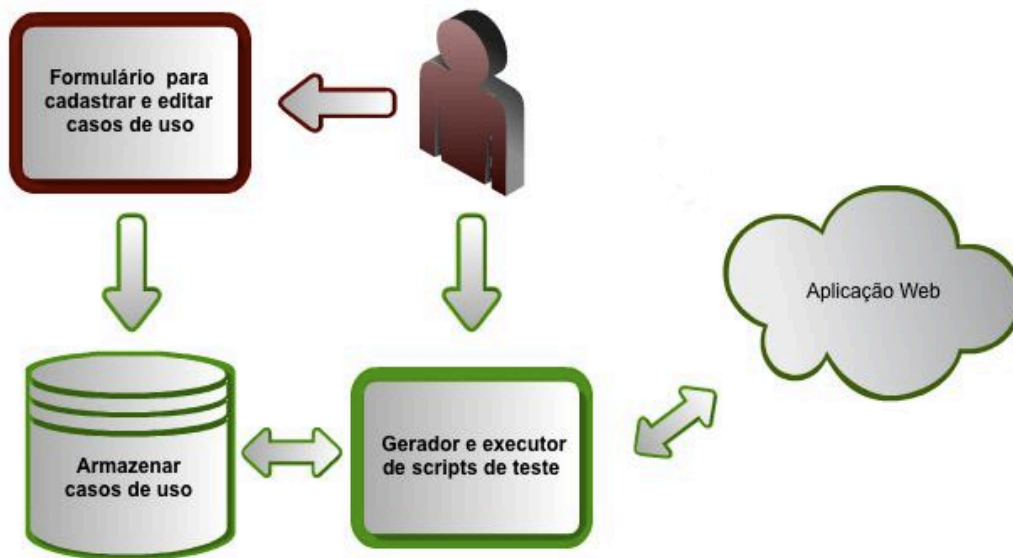 Formulário para
cadastrar e editar
casos de uso
Aplicação Web
Armazenar
casos de uso
Gerador e executor
de scripts de teste